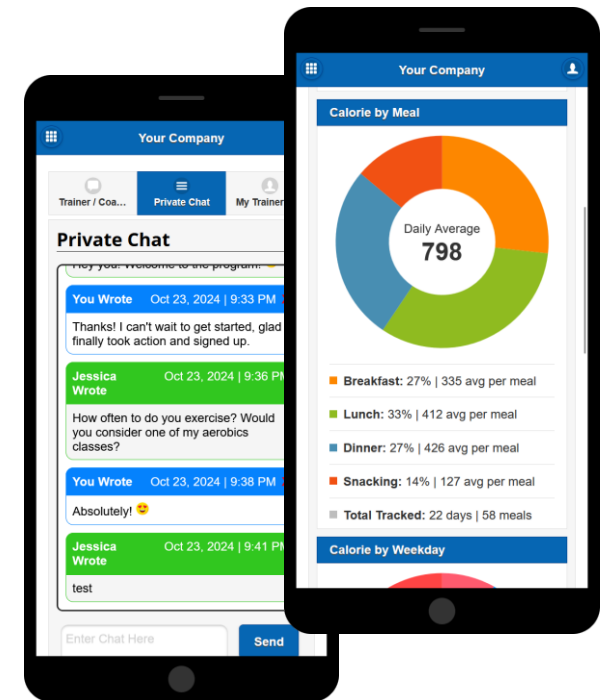 Your Company
Trainer / Coa...
Private Chat
My Trainer
Private Chat
Hey you! Welcome to the program!
You Wrote
Oct 23, 2024 | 9:33 PM
Thanks! I can't wait to get started, glad
finally took action and signed up.
Jessica
Wrote
Oct 23, 2024 | 9:36 PM
How often to do you exercise? Would
you consider one of my aerobics
classes?
You Wrote
Oct 23, 2024 | 9:38 PM
Absolutely! 😍
Jessica
Wrote
Oct 23, 2024 | 9:41 PM
test
Enter Chat Here
Send
Your Company
Calorie by Meal
Daily Average
798
Breakfast: 27% | 335 avg per meal
Lunch: 33% | 412 avg per meal
Dinner: 27% | 426 avg per meal
Snacking: 14% | 127 avg per meal
Total Tracked: 22 days | 58 meals
Calorie by Weekday